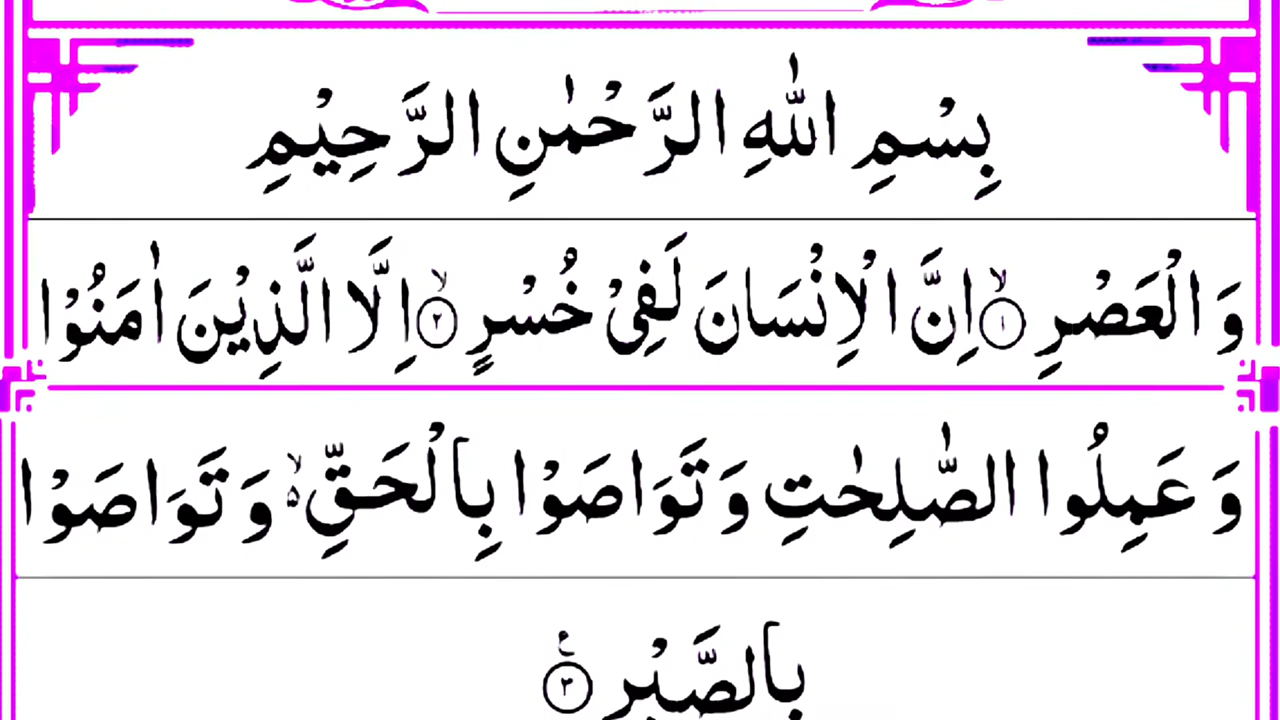 بِسْمِ اللّٰهِ الرَّحْمٰنِ الرَّحِیْمِ
وَ الْعَصْرِ ۙ﴿۱﴾ اِنَّ الْاِنْسَانَ لَفِیْ خُسْرٍ ۙ﴿۲﴾ اِلَّا الَّذِیْنَ اٰمَنُوْا
وَ عَمِلُوا الصّٰلِحٰتِ وَ تَوَاصَوْا بِالْحَقِّ ۬ۙ وَ تَوَاصَوْا
بِالصَّبْرِ ﴿۳﴾ ع